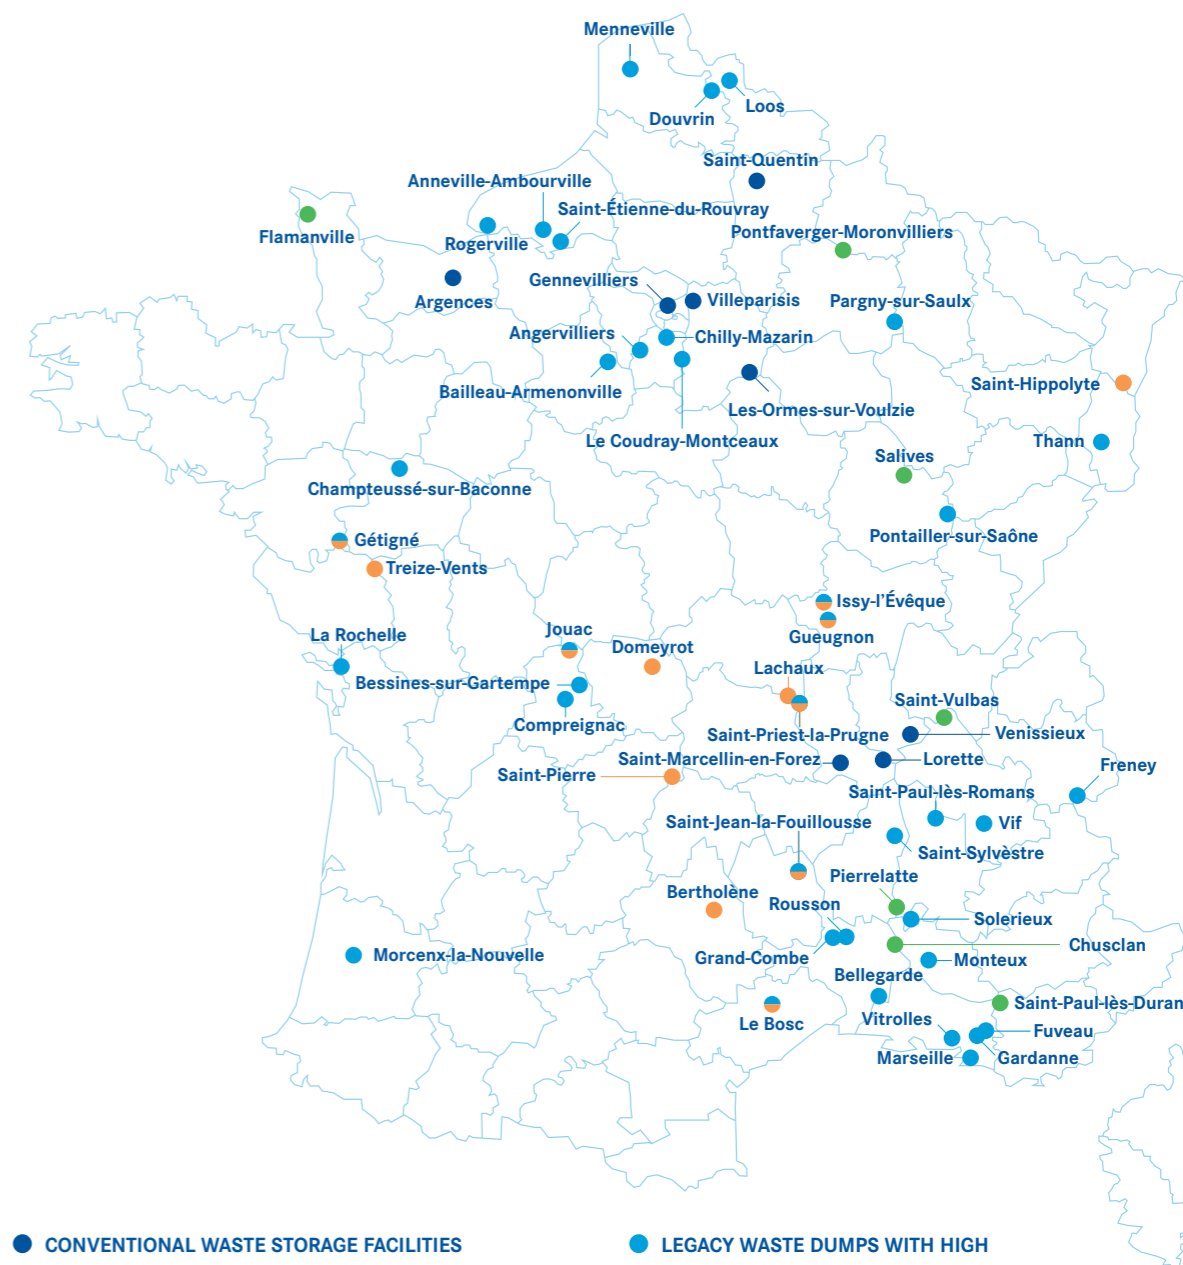 Menneville
Loos
Douvrin
Saint-Quentin
Anneville-Ambourville
Saint-Étienne-du-Rouvray
Pontfaverger-Moronvilliers
Flamanville
Rogerville
Gennevilliers
Argences
Villeparisis
Pargny-sur-Saulx
Angervilliers
Chilly-Mazarin
Saint-Hippolyte
Bailleau-Armenonville
Les-Ormes-sur-Voulzie
Le Coudray-Montceaux
Thann
Salives
Champteussé-sur-Baconne
Pontailler-sur-Saône
Gétigné
Treize-Vents
Issy-l'Évêque
Jouac
La Rochelle
Gueugnon
Domeyrot
Lachaux
Bessines-sur-Gartempe
Saint-Vulbas
Compreignac
Saint-Priest-la-Prugne
Venissieux
Saint-Marcellin-en-Forez
Lorette
Freney
Saint-Pierre
Saint-Paul-lès-Romans
Saint-Jean-la-Fouillousse
Vif
Saint-Sylvèstre
Pierrelatte
Bertholène
Rousson
Solerieux
Chusclan
Morcenx-la-Nouvelle
Grand-Combe
Monteux
Bellegarde
Saint-Paul-lès-Duran
Le Bosc
Vitrolles
Fuveau
Marseille
Gardanne
CONVENTIONAL WASTE STORAGE FACILITIES
LEGACY WASTE DUMPS WITH HIGH